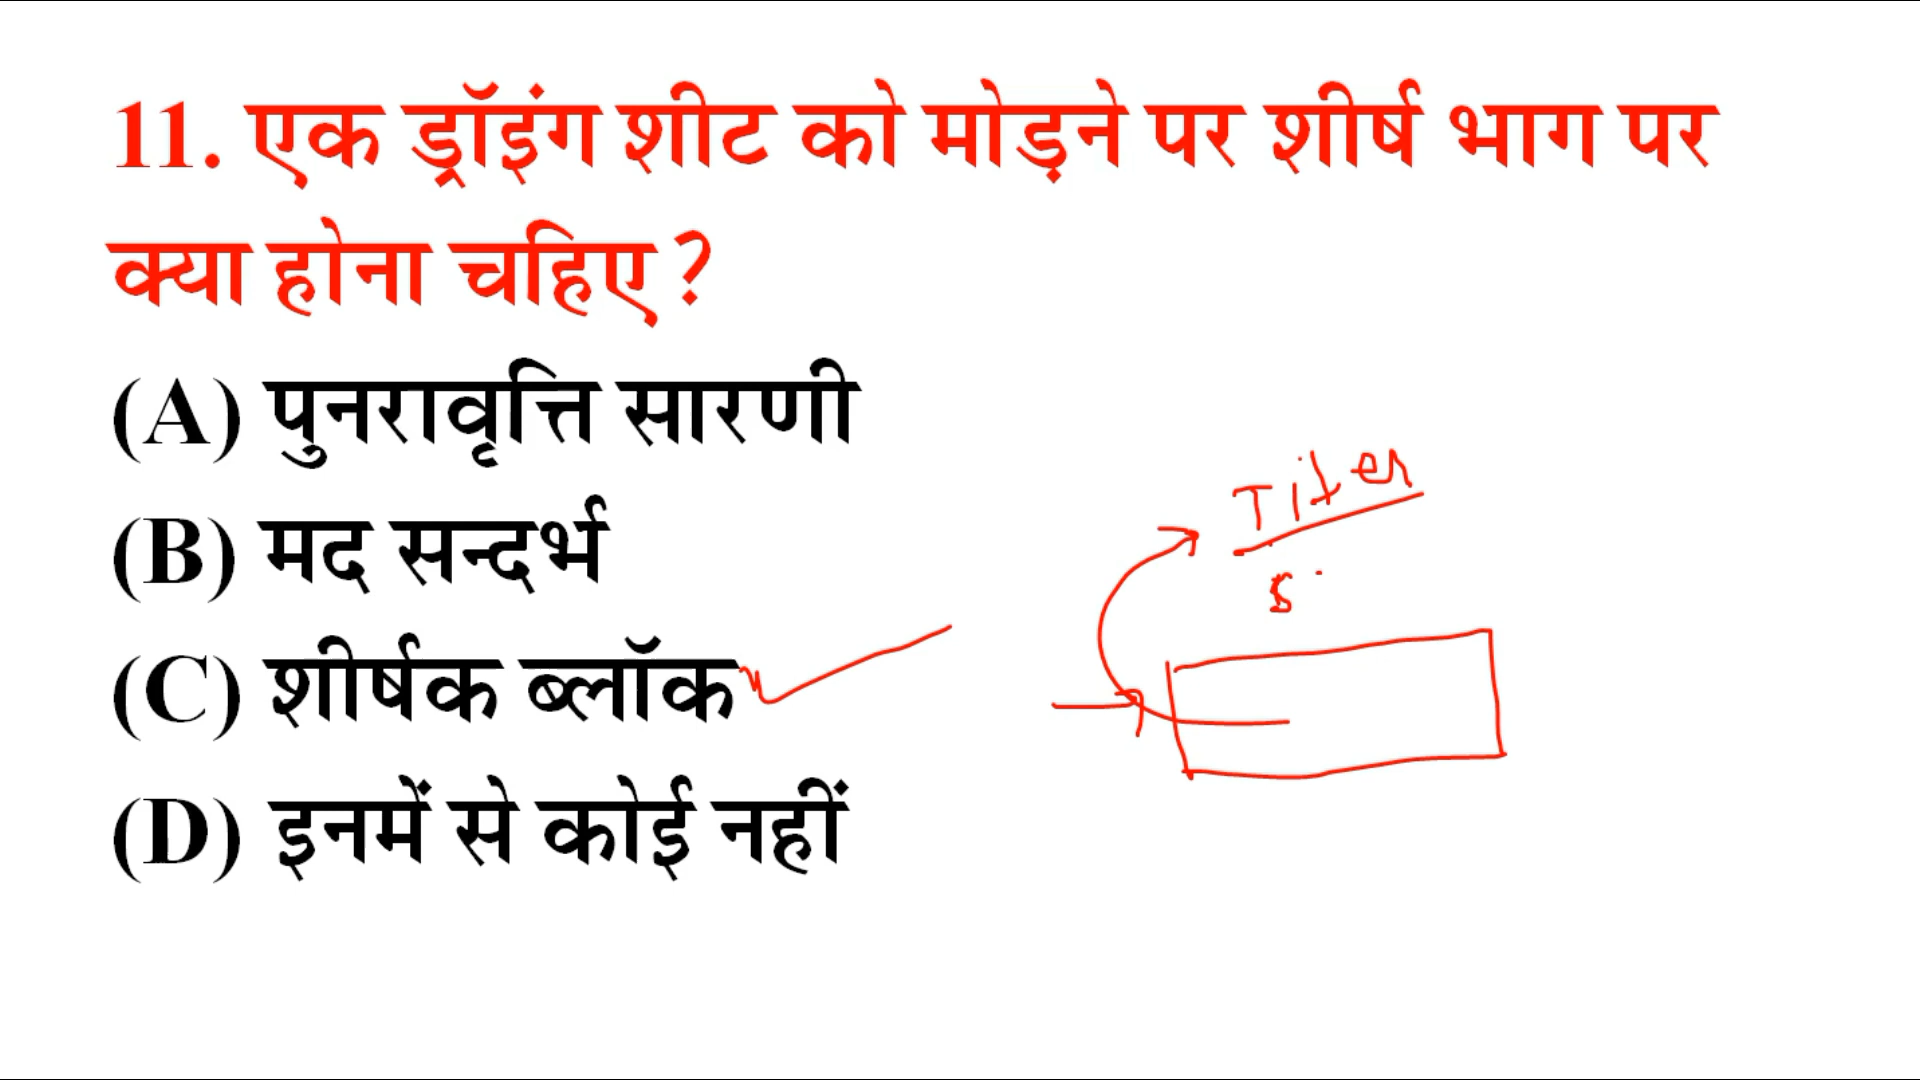 11. एक ड्रॉइंग शीट को मोड़ने पर शीर्ष भाग पर
क्या होना चहिए ?
(A) पुनरावृत्ति सारणी
(B) मद सन्दर्भ
(C) शीर्षक ब्लॉक
(D) इनमें से कोई नहीं